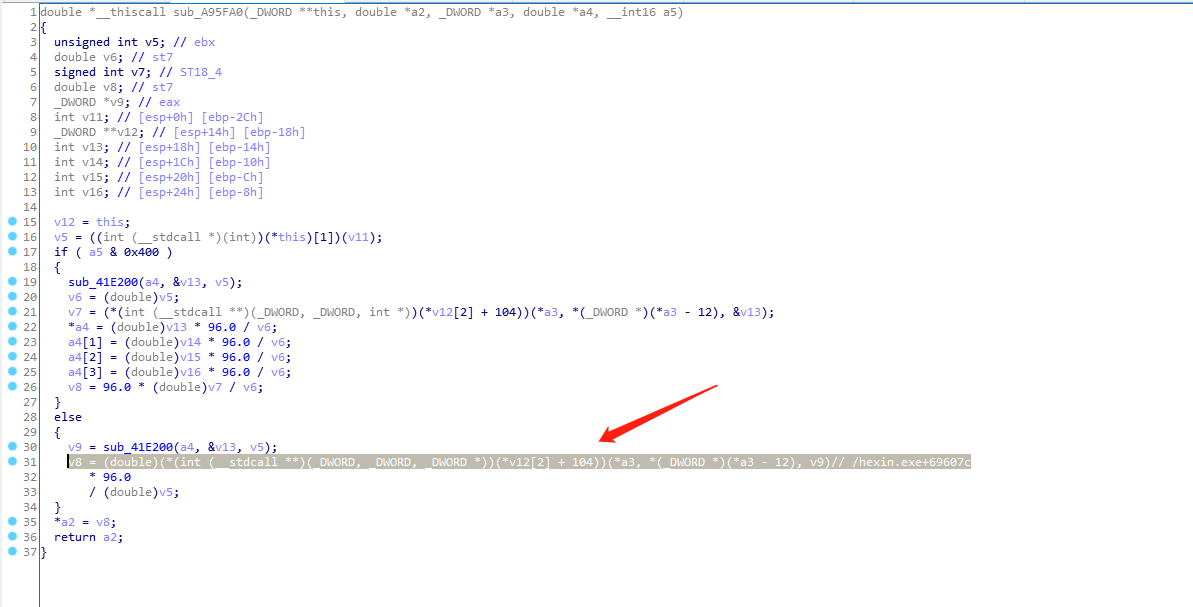 1 double *__thiscall sub_A95FA0(_DWORD **this, double *a2, _DWORD *a3, double *a4, __int16 a5)
2 {
3 unsigned int v5; // ebx
4 double v6; // st7
5 signed int v7; // ST18_4
6 double v8; // st7
7 _DWORD *v9; // eax
8 int v11; // [esp+0h] [ebp-2Ch]
9 _DWORD **v12; // [esp+14h] [ebp-18h]
10 int v13; // [esp+18h] [ebp-14h]
11 int v14; // [esp+1Ch] [ebp-10h]
12 int v15; // [esp+20h] [ebp-Ch]
13 int v16; // [esp+24h] [ebp-8h]
14
15 v12 = this;
16 v5 = ((int (__stdcall *)(int))(*this)[1])(v11);
17 if ( a5 & 0x400 )
18 {
19 sub_41E200(a4, &v13, v5);
20 v6 = (double)v5;
21 v7 = (*(int (__stdcall **)(_DWORD, _DWORD, int *))(*v12[2] + 104))(*a3, *(_DWORD *)(*a3 - 12), &v13);
22 *a4 = (double)v13 * 96.0 / v6;
23 a4[1] = (double)v14 * 96.0 / v6;
24 a4[2] = (double)v15 * 96.0 / v6;
25 a4[3] = (double)v16 * 96.0 / v6;
26 v8 = 96.0 * (double)v7 / v6;
27 }
28 else
29 {
30 v9 = sub_41E200(a4, &v13, v5);
31 v8 = (double)(*(int (__stdcall **)(_DWORD, _DWORD, _DWORD *))(*v12[2] + 104))(*a3, *(_DWORD *)(*a3 - 12), v9)// /hexin.exe+69607c
32 * 96.0
33 / (double)v5;
34 }
35 *a2 = v8;
36 return a2;
37 }